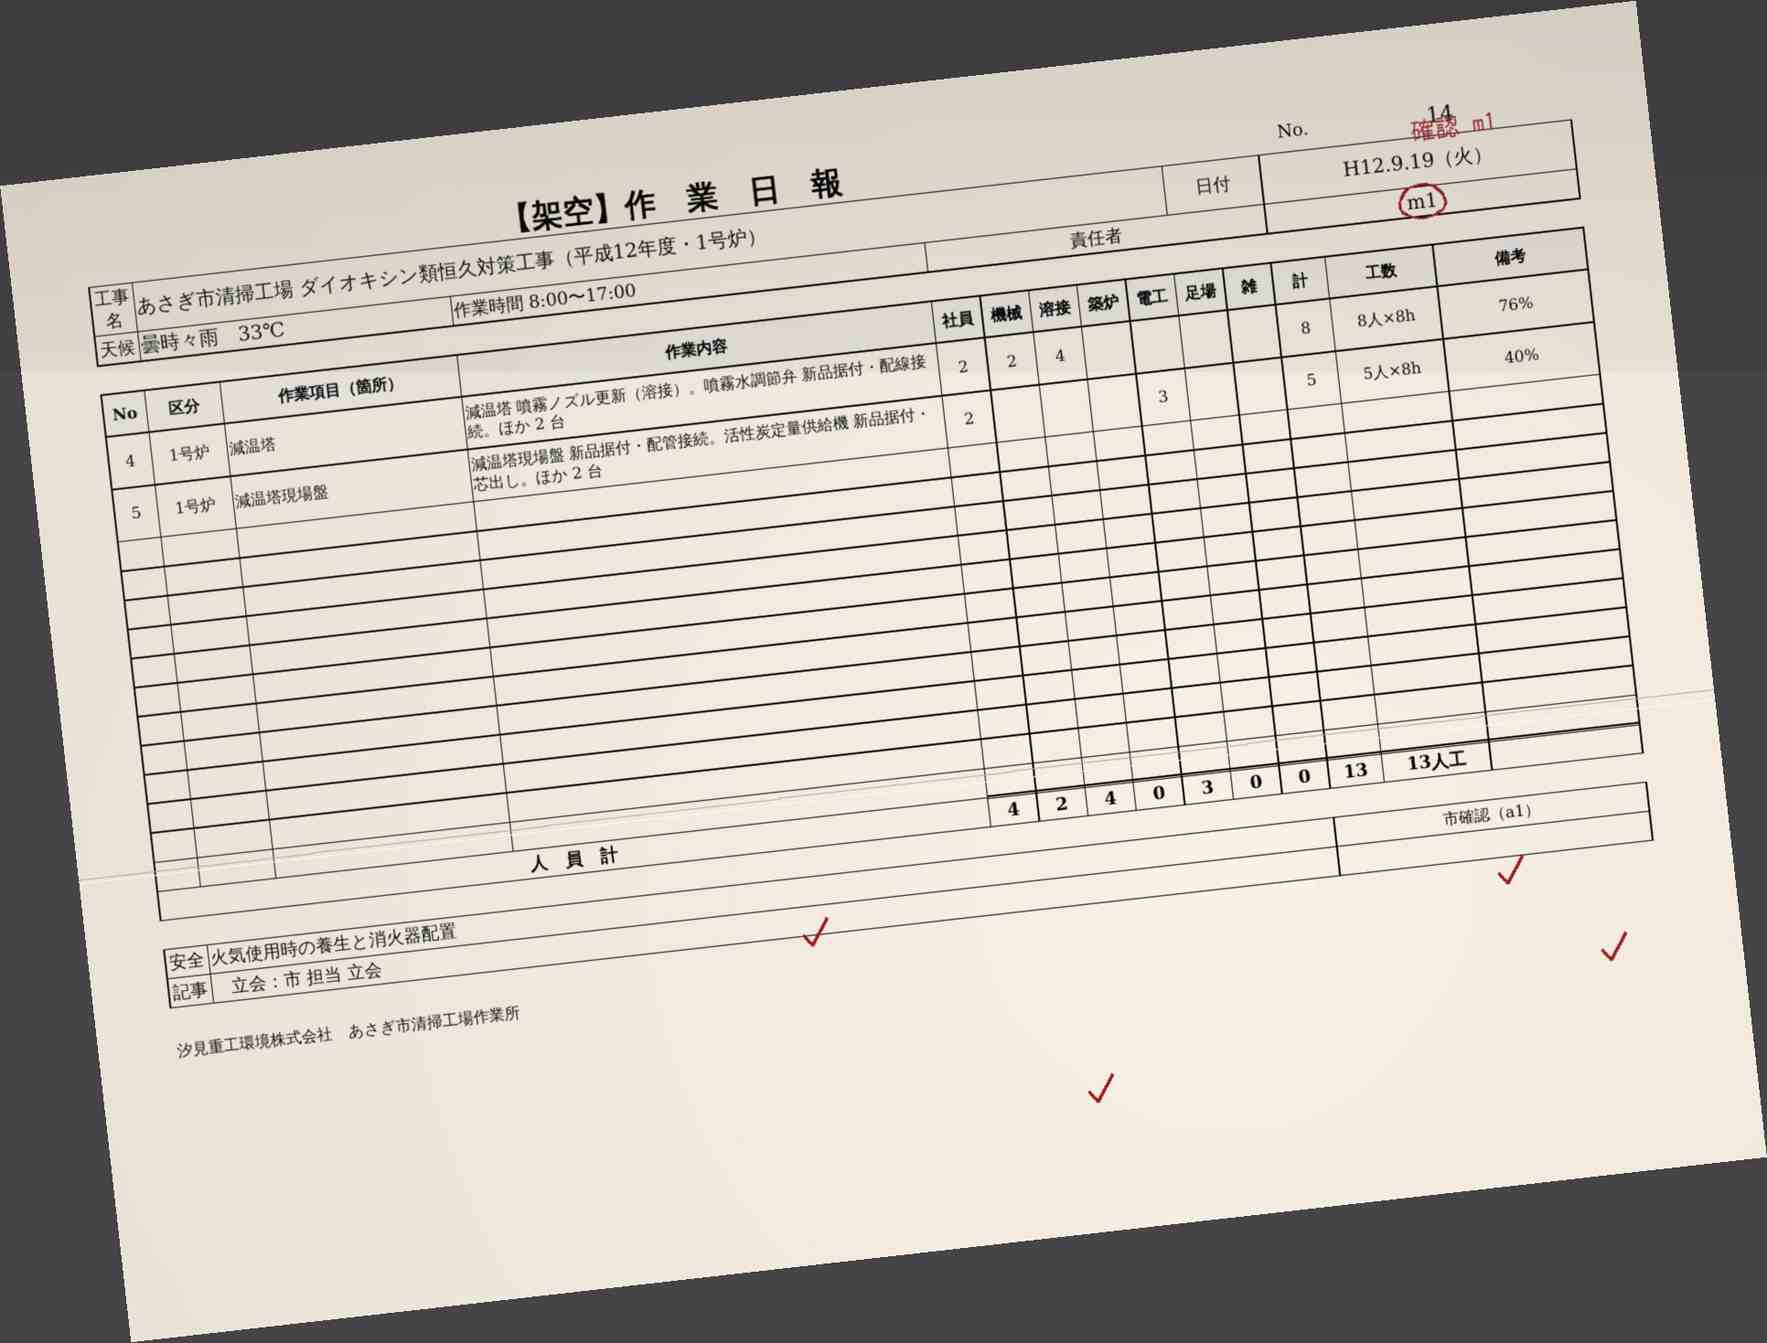 No. 14
確認 m1
【架空】作 業 日 報
工事名 あさぎ市清掃工場 ダイオキシン類恒久対策工事（平成12年度・1号炉） 日付 H12.9.19（火）
天候 曇時々雨 33℃ 作業時間 8:00〜17:00 責任者 m1
No 区分 作業項目（箇所） 作業内容 社員 機械 溶接 築炉 電工 足場 雑 計 工数 備考
4 1号炉 減温塔 減温塔 噴霧ノズル更新（溶接）。噴霧水調節弁 新品据付・配線接 2 2 4 8 8人×8h 76%
続。ほか 2 台
5 1号炉 減温塔現場盤 減温塔現場盤 新品据付・配管接続。活性炭定量供給機 新品据付・ 2 3 5 5人×8h 40%
芯出し。ほか 2 台
人 員 計 4 2 4 0 3 0 0 13 13人工
安全 火気使用時の養生と消火器配置 市確認（a1）
記事 立会：市 担当 立会
汐見重工環境株式会社 あさぎ市清掃工場作業所